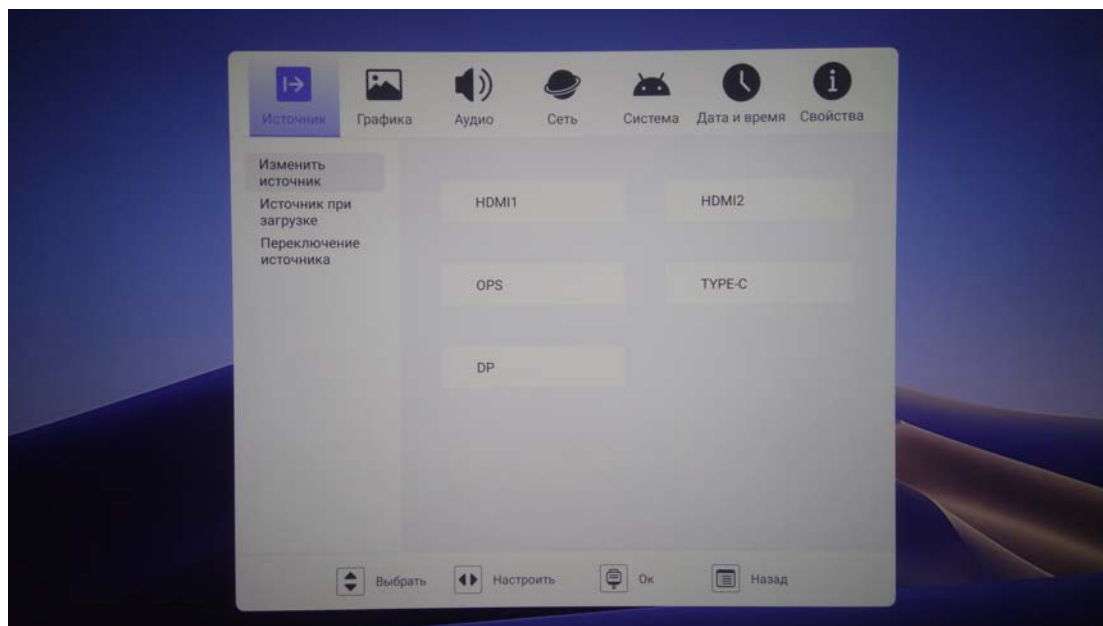 Источник
Графика
Аудио
Сеть
Система
Дата и время
Свойства
Изменить
источник
Источник при
загрузке
Переключение
источника
HDMI1
HDMI2
OPS
TYPE-C
DP
Выбрать
Настроить
Ок
Назад